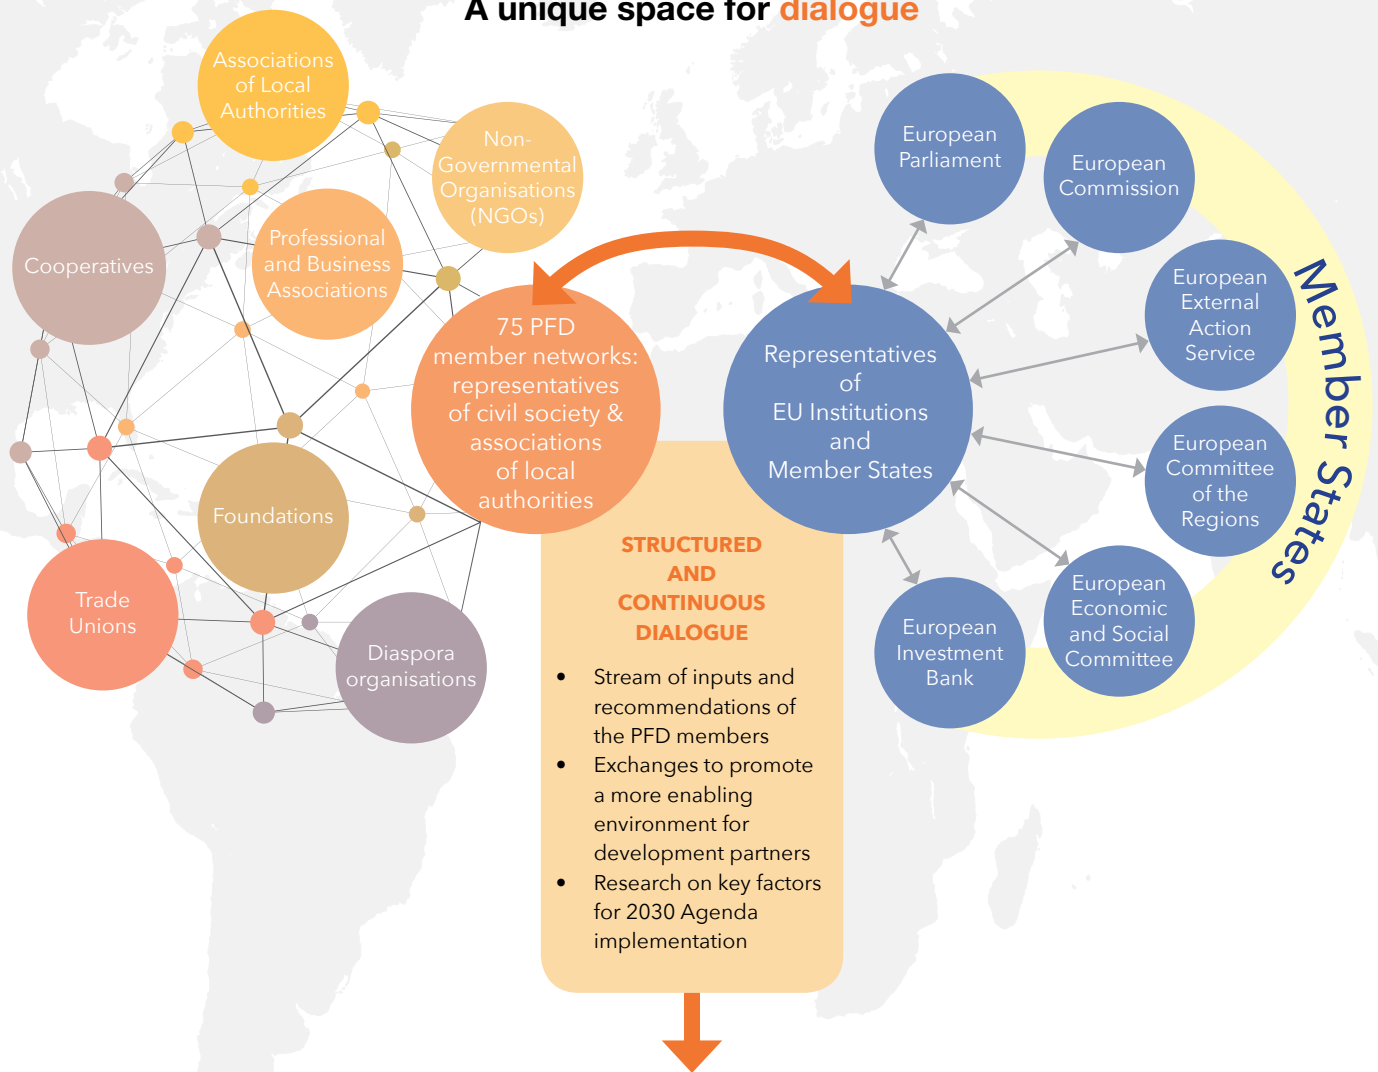 A unique space for dialogue
Associations
of Local
Authorities
Non-
Governmental
Organisations
(NGOs)
Professional
and Business
Associations
Cooperatives
Foundations
Trade
Unions
Diaspora
organisations
75 PFD
member networks:
representatives
of civil society &
associations
of local
authorities
Representatives
of
EU Institutions
and
Member States
European
Parliament
European
Commission
European
External
Action
Service
European
Committee
of the
Regions
European
Economic
and Social
Committee
European
Investment
Bank
Member States
STRUCTURED
AND
CONTINUOUS
DIALOGUE
• Stream of inputs and
recommendations of
the PFD members
• Exchanges to promote
a more enabling
environment for
development partners
• Research on key factors
for 2030 Agenda
implementation